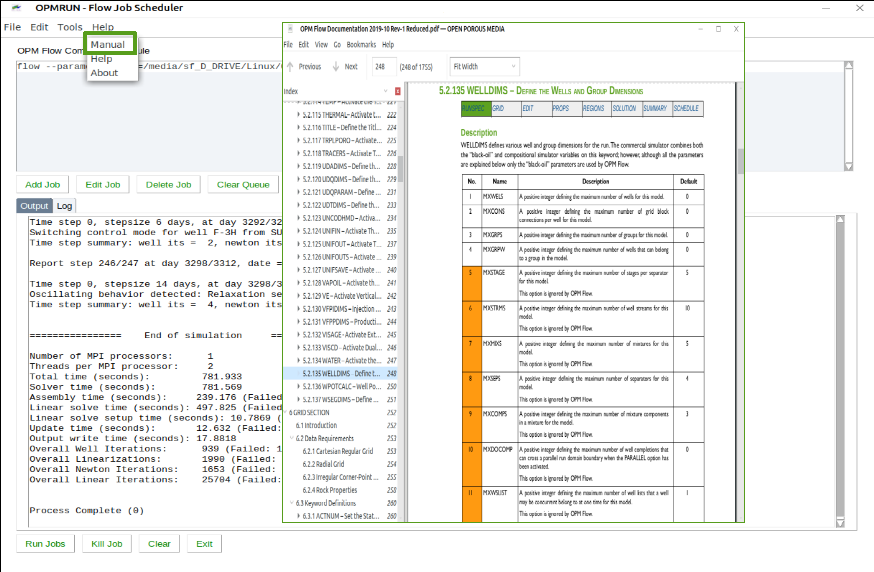 OPMRUN - Flow Job Scheduler
File Edit Tools Help
Manual
Help
About
OPM Flow Com
ule
flow --param
=/media/sf_D_DRIVE/Linux/
Add Job Edit Job Delete Job Clear Queue
Output Log
Time step 0, stepsize 6 days, at day 3292/32
Switching control mode for well F-3H from SU
Time step summary: well its = 2, newton its
Report step 246/247 at day 3298/3312, date =
Time step 0, stepsize 14 days, at day 3298/3
Oscillating behavior detected: Relaxation se
Time step summary: well its = 4, newton its
================ End of simulation ==
Number of MPI processors: 1
Threads per MPI processor: 2
Total time (seconds): 781.933
Solver time (seconds): 781.569
Assembly time (seconds): 239.176 (Failed
Linear solve time (seconds): 497.825 (Failed
Linear solve setup time (seconds): 10.7869 (
Update time (seconds): 12.632 (Failed:
Output write time (seconds): 17.8818
Overall Well Iterations: 939 (Failed: 1
Overall Linearizations: 1990 (Failed:
Overall Newton Iterations: 1653 (Failed:
Overall Linear Iterations: 25704 (Failed:
Process Complete (0)
Run Jobs Kill Job Clear Exit
OPM Flow Documentation 2019-10 Rev-1 Reduced.pdf — OPEN POROUS MEDIA
File Edit View Go Bookmarks Help
Previous Next 248 (248 of 1755) Fit Width
Index
5.2.115 THERMAL- Activate t... 222
5.2.116 TITLE – Define the Titl... 224
5.2.117 TRPLPORO – Activate... 225
5.2.118 TRACERS – Activate T... 226
5.2.119 UDADIMS – Define th... 228
5.2.120 UDQDIMS – Define th... 229
5.2.121 UDQPARAM – Define ... 231
5.2.122 UDTDIMS – Define th... 233
5.2.123 UNCODHMD – Activa... 234
5.2.124 UNIFIN – Activate Th... 235
5.2.125 UNIFOUT – Activate T... 237
5.2.126 UNIFOUTS – Activate ... 239
5.2.127 UNIFSAVE – Activate ... 240
5.2.128 VAPOIL – Activate th... 241
5.2.129 VE – Activate Vertical... 242
5.2.130 VFPIDIMS – Injection ... 243
5.2.131 VFPPDIMS – Producti... 244
5.2.132 VISAGE - Activate Ext... 245
5.2.133 VISCD - Activate Dual... 246
5.2.134 WATER - Activate the... 247
5.2.135 WELLDIMS – Define t... 248
5.2.136 WPOTCALC – Well Po... 250
5.2.137 WSEGDIMS – Define ... 251
6 GRID SECTION 252
6.1 Introduction 252
6.2 Data Requirements 253
6.2.1 Cartesian Regular Grid 253
6.2.2 Radial Grid 254
6.2.3 Irregular Corner-Point ... 255
6.2.4 Rock Properties 258
6.3 Keyword Definitions 260
6.3.1 ACTNUM – Set the Stat... 260
5.2.135 WELLDIMS – Define the Wells and Group Dimensions
RUNSPEC GRID EDIT PROPS REGIONS SOLUTION SUMMARY SCHEDULE
Description
WELLDIMS defines various well and group dimensions for the run. The commercial simulator combines both
the "black-oil" and compositional simulator variables on this keyword; however, although all the parameters
are explained below only the "black-oil" parameters are used by OPM Flow.
No. Name Description Default
1 MXWELS A positive integer defining the maximum number of wells for this model. 0
2 MXCONS A positive integer defining the maximum number of grid block 0
connections per well for this model.
3 MXGRPS A positive integer defining the maximum number of groups for this model. 0
4 MXGRPW A positive integer defining the maximum number of wells that can belong 0
to a group in the model.
5 MXSTAGE A positive integer defining the maximum number of stages per separator 5
for this model.
This option is ignored by OPM Flow.
6 MXSTRMS A positive integer defining the maximum number of well streams for this 10
model.
This option is ignored by OPM Flow.
7 MXMIXS A positive integer defining the maximum number of mixtures for this 5
model.
This option is ignored by OPM Flow.
8 MXSEPS A positive integer defining the maximum number of separators for this 4
model.
This option is ignored by OPM Flow.
9 MXCOMPS A positive integer defining the maximum number of mixture components 3
in a mixture for the model.
This option is ignored by OPM Flow.
10 MXDOCOMP A positive integer defining the maximum number of well completions that 0
can cross a parallel run domain boundary when the PARALLEL option has
been activated.
This option is ignored by OPM Flow.
11 MXWSLIST A positive integer defining the maximum number of well lists that a well 1
may be concurrent belong to at one time for this model.
This option is ignored by OPM Flow.